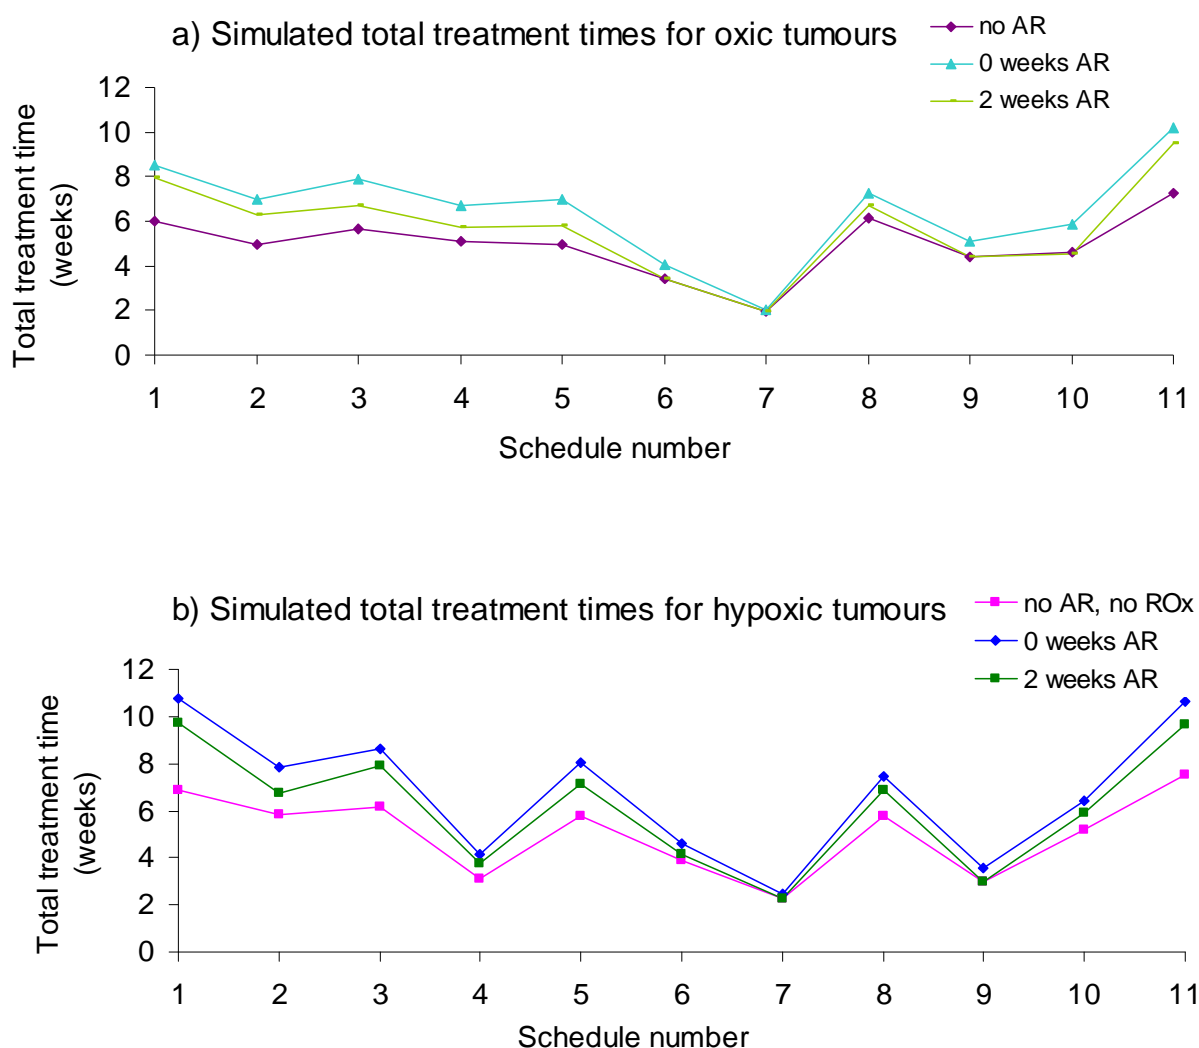 a) Simulated total treatment times for oxic tumours
no AR
0 weeks AR
2 weeks AR
Total treatment time
(weeks)
12
10
8
6
4
2
0
1 2 3 4 5 6 7 8 9 10 11
Schedule number
b) Simulated total treatment times for hypoxic tumours
no AR, no ROx
0 weeks AR
2 weeks AR
Total treatment time
(weeks)
12
10
8
6
4
2
0
1 2 3 4 5 6 7 8 9 10 11
Schedule number